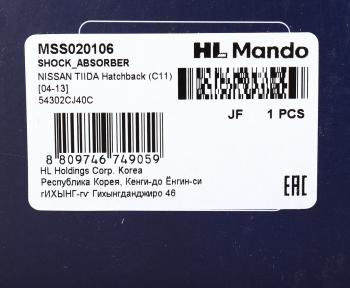 MSS020106
HL Mando
SHOCK_ABSORBER
NISSAN TIIDA Hatchback (C11)
[04-13]
54302CJ40C
JF 1 PCS
8 809746 749059
HL Holdings Corp. Korea
Республика Корея, Кенги-до Ёнгин-си
гИХЫНГ-гу Гихынгданджиро 46
EAC